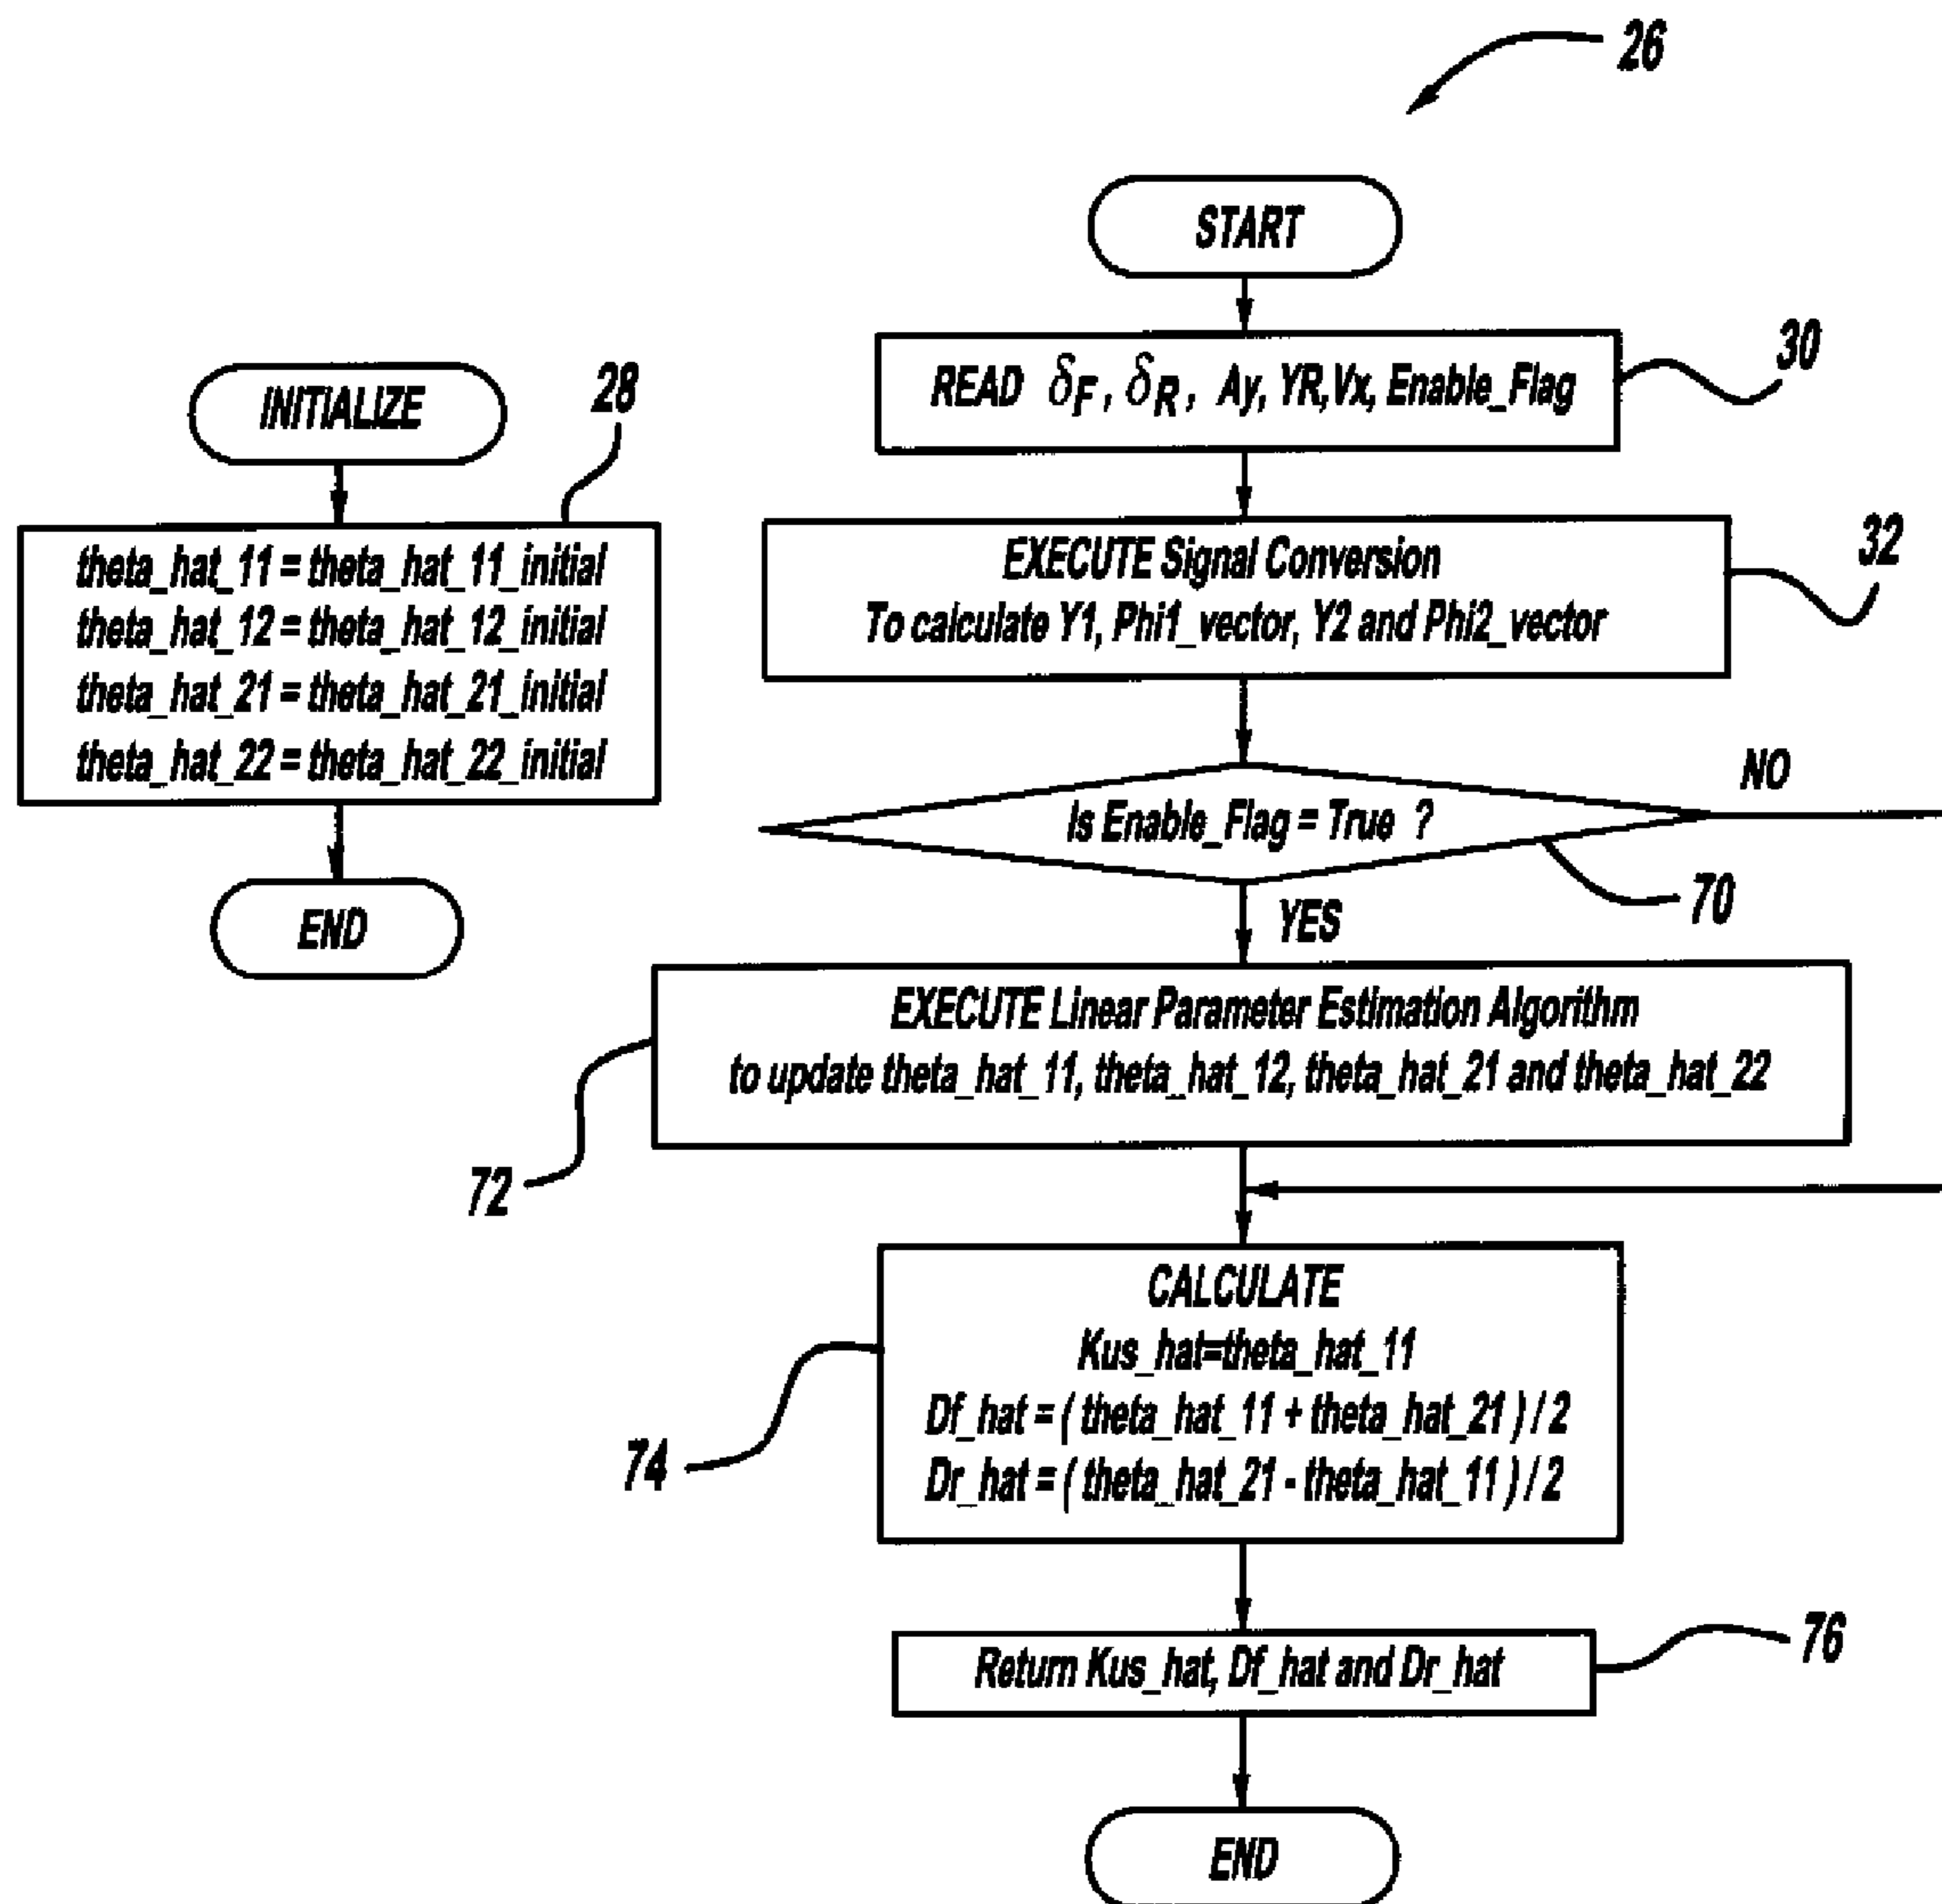 26
INITIALIZE
28
theta_hat_11 = theta_hat_11_initial
theta_hat_12 = theta_hat_12_initial
theta_hat_21 = theta_hat_21_initial
theta_hat_22 = theta_hat_22_initial
END
START
READ δF, δR, Ay, YR,Vx, Enable_Flag
30
EXECUTE Signal Conversion
To calculate Y1, Phi1_vector, Y2 and Phi2_vector
32
Is Enable_Flag = True ?
NO
70
YES
EXECUTE Linear Parameter Estimation Algorithm
to update theta_hat_11, theta_hat_12, theta_hat_21 and theta_hat_22
72
CALCULATE
Kus_hat=theta_hat_11
Df_hat = ( theta_hat_11 + theta_hat_21 ) / 2
Dr_hat = ( theta_hat_21 - theta_hat_11 ) / 2
74
Return Kus_hat, Df_hat and Dr_hat
76
END